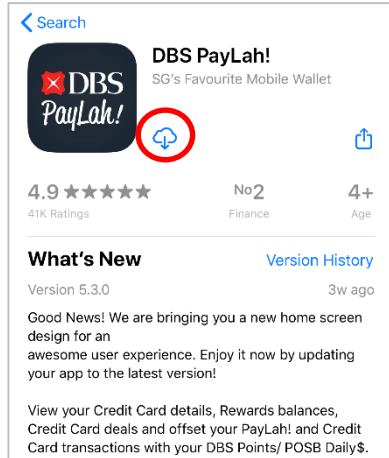 Search
DBS PayLah!
SG's Favourite Mobile Wallet
DBS
PayLah!
4.9 ★★★★★
No2
4+
41K Ratings
Finance
Age
What's New
Version History
Version 5.3.0
3w ago
Good News! We are bringing you a new home screen
design for an
awesome user experience. Enjoy it now by updating
your app to the latest version!
View your Credit Card details, Rewards balances,
Credit Card deals and offset your PayLah! and Credit
Card transactions with your DBS Points/ POSB Daily$.